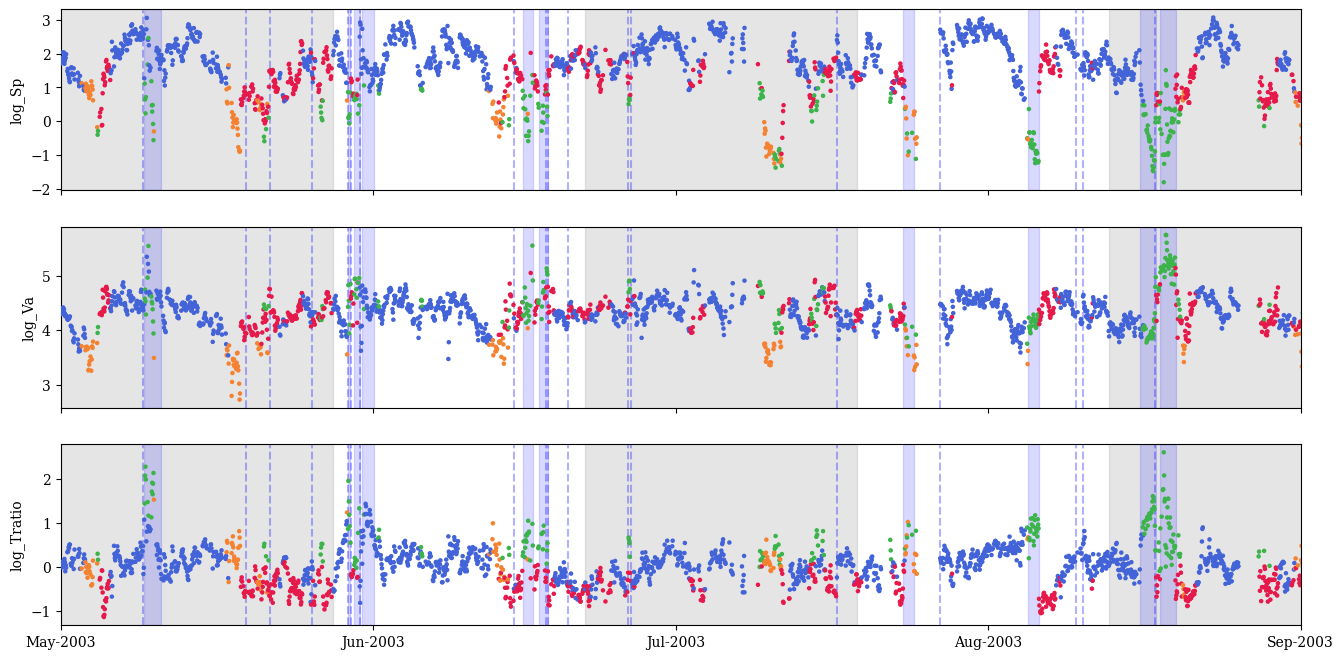 log_Sp
3
2
1
0
−1
−2
log_Va
5
4
3
log_Tratio
2
1
0
−1
May-2003
Jun-2003
Jul-2003
Aug-2003
Sep-2003